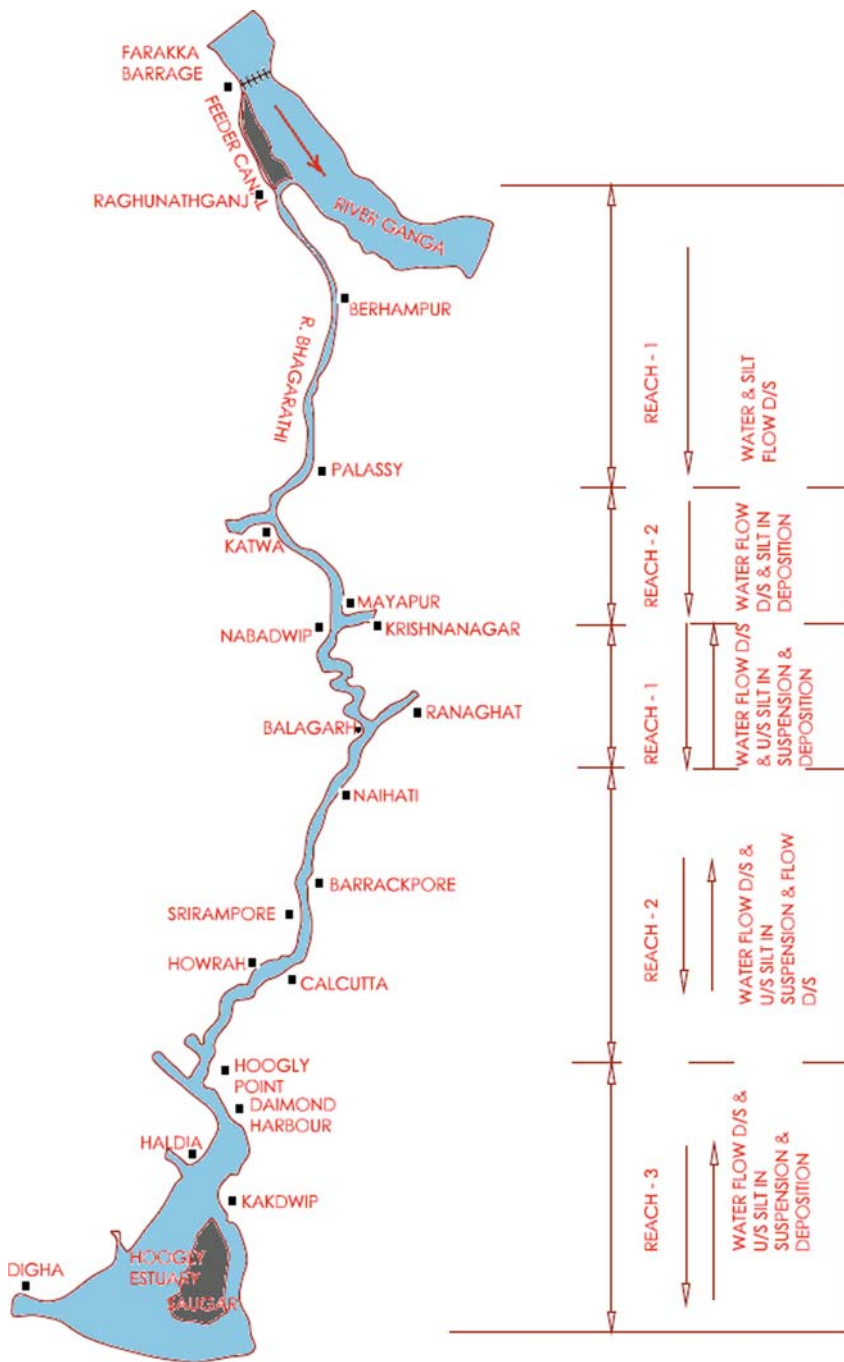 FARAKKA
BARRAGE
FEEDER CANAL
RAGHUNATHGANJ
RIVER GANGA
BERHAMPUR
R. BHAGARATHI
PALASSY
KATWA
MAYAPUR
NABADWIP
KRISHNANAGAR
RANAGHAT
BALAGARH
NAIHATI
BARRACKPORE
SRIRAMPORE
HOWRAH
CALCUTTA
HOOGLY
POINT
DAIMOND
HARBOUR
HALDIA
KAKDWIP
HOOGLY
ESTUARY
SAUGAR
DIGHA
REACH - 1
WATER & SILT
FLOW D/S
REACH - 2
WATER FLOW
D/S & SILT IN
DEPOSITION
REACH - 1
WATER FLOW D/S
& U/S SILT IN
SUSPENSION &
DEPOSITION
REACH - 2
WATER FLOW D/S &
U/S SILT IN
SUSPENSION & FLOW
D/S
REACH - 3
WATER FLOW D/S &
U/S SILT IN
SUSPENSION &
DEPOSITION